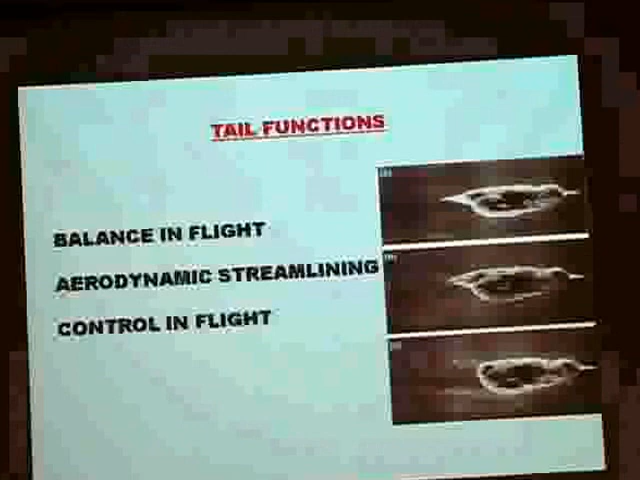 TAIL FUNCTIONS
BALANCE IN FLIGHT
AERODYNAMIC STREAMLINING
CONTROL IN FLIGHT